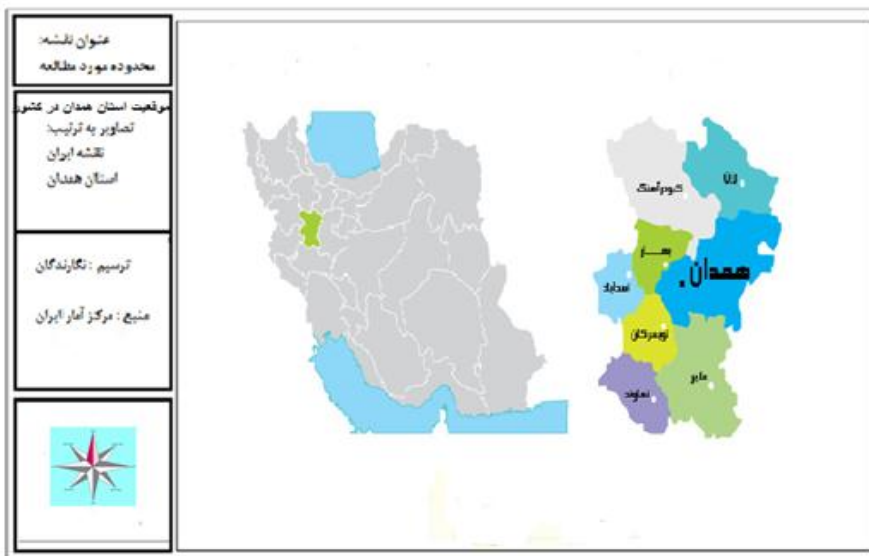 عنوان نقشه:
محدوده مورد مطالعه
موقعیت استان همدان در کشور
تصاویر به ترتیب:
نقشه ایران
استان همدان
ترسیم : نگارندگان
منبع : مرکز آمار ایران
رزن
کبودرآهنگ
بهار
همدان
اسدآباد
تویسرکان
ملایر
نهاوند